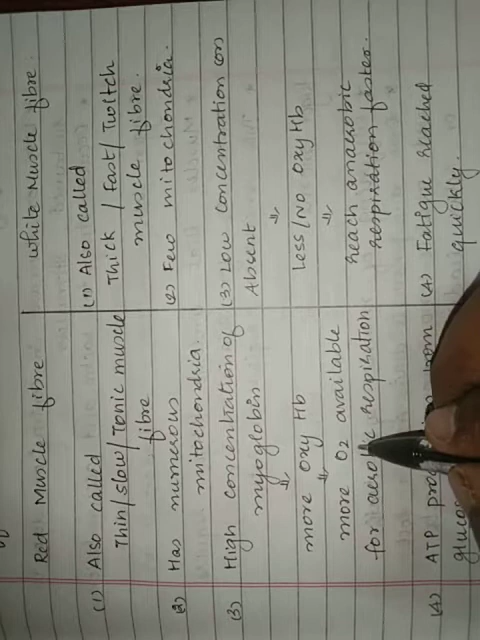 Red Muscle fibre
(1) Also called
Thin/slow/Tonic muscle
fibre
(2) Has numerous
mitochondria.
(3) High concentration of
myoglobin
⇓
more oxy Hb
⇓
more O2 available
for aerobic respiration
(4) ATP
white Muscle fibre.
(1) Also called
Thick / Fast / Twitch
muscle fibre.
(2) Few mitochondria.
(3) Low concentration (or)
Absent
⇓
less/No oxy Hb
⇓
reach anaerobic
respiration faster.
(4) Fatigue reached
quickly.